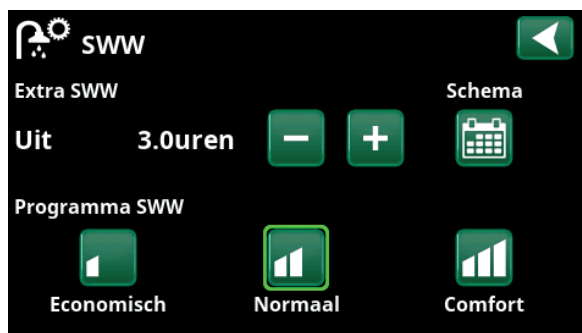 SWW
Extra SWW
Schema
Uit 3.0uren − +
Programma SWW
Economisch Normaal Comfort